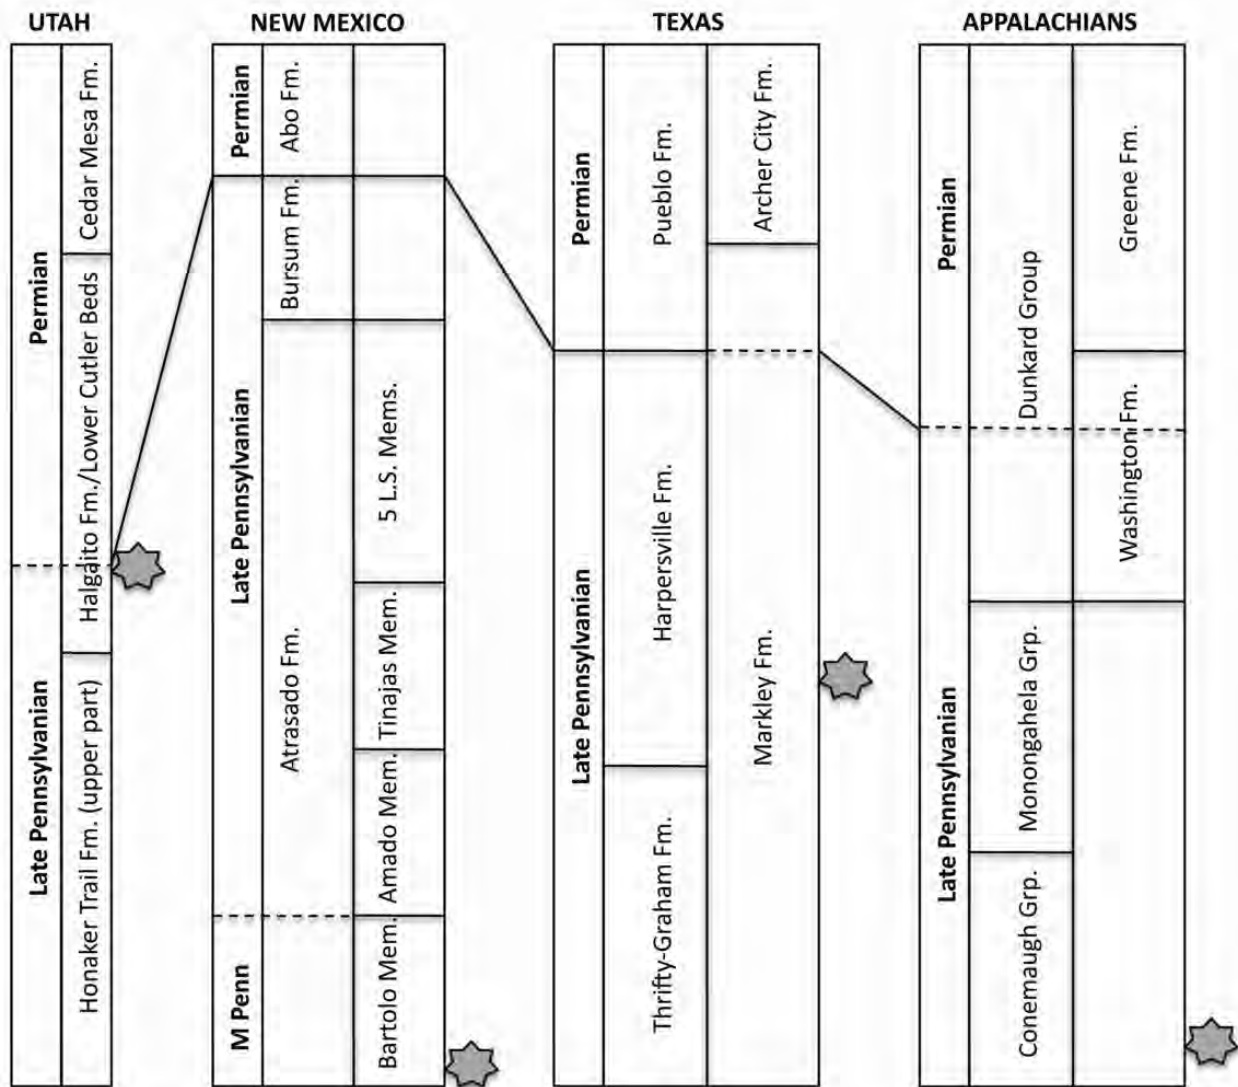 UTAH
NEW MEXICO
TEXAS
APPALACHIANS
Permian
Late Pennsylvanian
Cedar Mesa Fm.
Halgaito Fm./Lower Cutler Beds
Honaker Trail Fm. (upper part)
Permian
Late Pennsylvanian
M Penn
Abo Fm.
Bursum Fm.
Atrasado Fm.
5 L.S. Mems.
Tinajas Mem.
Amado Mem.
Bartolo Mem.
Permian
Late Pennsylvanian
Pueblo Fm.
Harpersville Fm.
Thrifty-Graham Fm.
Archer City Fm.
Markley Fm.
Permian
Late Pennsylvanian
Dunkard Group
Monongahela Grp.
Conemaugh Grp.
Greene Fm.
Washington Fm.